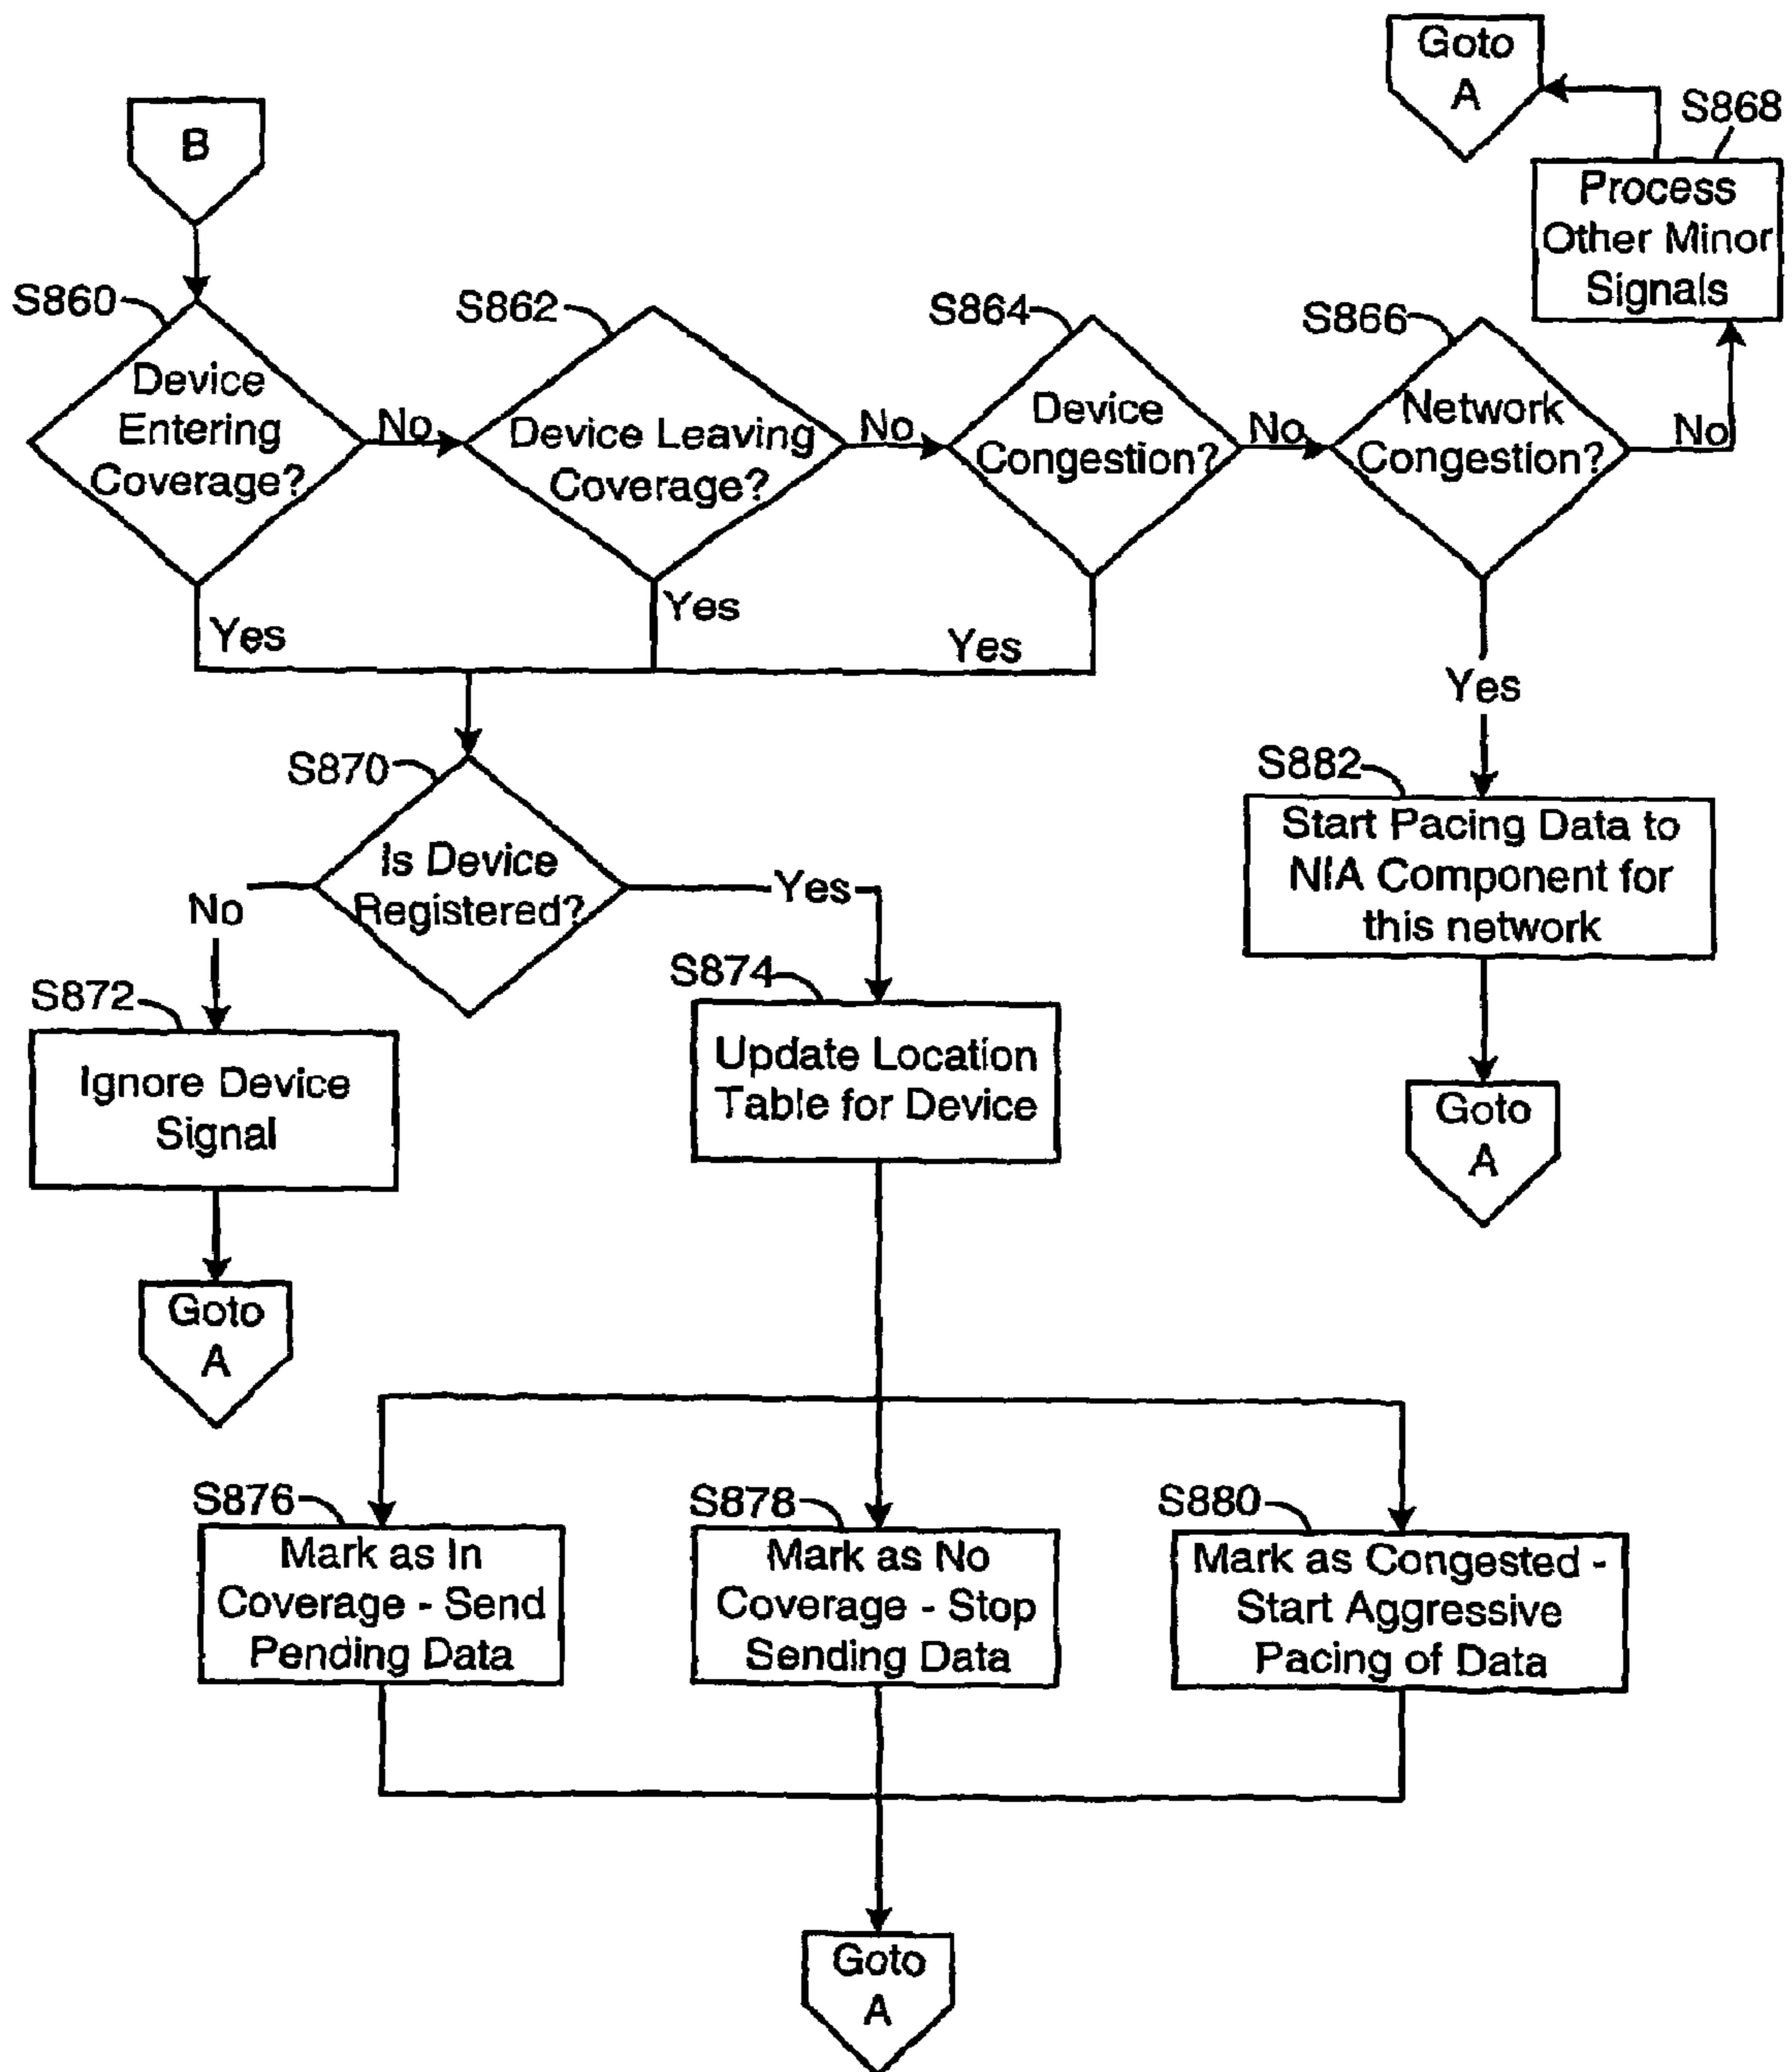 Goto
A
B
S868
Process
Other Minor
Signals
S860
S862
S864
S866
Device
Entering
Coverage?
No
Device Leaving
Coverage?
No
Device
Congestion?
No
Network
Congestion?
No
Yes
Yes
Yes
Yes
S870
Is Device
Registered?
No
Yes
S882
Start Pacing Data to
NIA Component for
this network
S872
Ignore Device
Signal
S874
Update Location
Table for Device
Goto
A
Goto
A
S876
Mark as In
Coverage - Send
Pending Data
S878
Mark as No
Coverage - Stop
Sending Data
S880
Mark as Congested -
Start Aggressive
Pacing of Data
Goto
A